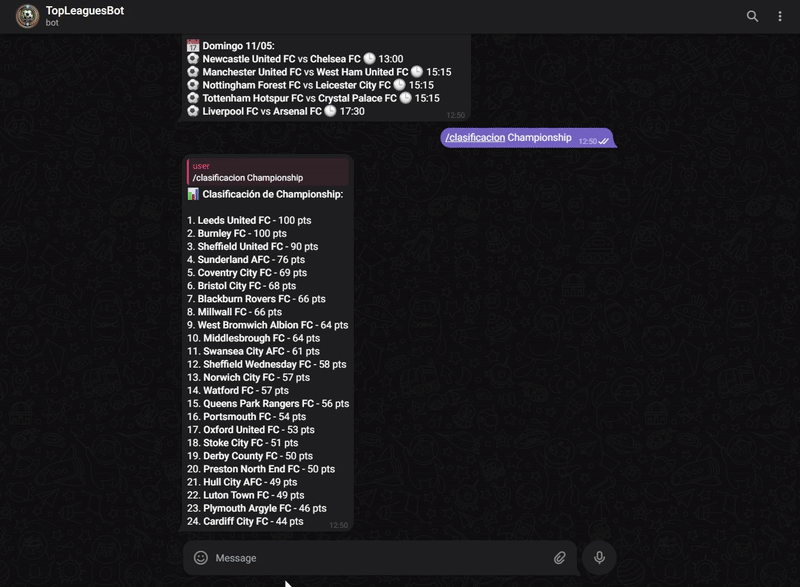 TopLeaguesBot
bot
Domingo 11/05:
Newcastle United FC vs Chelsea FC 13:00
Manchester United FC vs West Ham United FC 15:15
Nottingham Forest FC vs Leicester City FC 15:15
Tottenham Hotspur FC vs Crystal Palace FC 15:15
Liverpool FC vs Arsenal FC 17:30
12:50
/clasificacion Championship 12:50
user
/clasificacion Championship
Clasificación de Championship:
1. Leeds United FC - 100 pts
2. Burnley FC - 100 pts
3. Sheffield United FC - 90 pts
4. Sunderland AFC - 76 pts
5. Coventry City FC - 69 pts
6. Bristol City FC - 68 pts
7. Blackburn Rovers FC - 66 pts
8. Millwall FC - 66 pts
9. West Bromwich Albion FC - 64 pts
10. Middlesbrough FC - 64 pts
11. Swansea City AFC - 61 pts
12. Sheffield Wednesday FC - 58 pts
13. Norwich City FC - 57 pts
14. Watford FC - 57 pts
15. Queens Park Rangers FC - 56 pts
16. Portsmouth FC - 54 pts
17. Oxford United FC - 53 pts
18. Stoke City FC - 51 pts
19. Derby County FC - 50 pts
20. Preston North End FC - 50 pts
21. Hull City AFC - 49 pts
22. Luton Town FC - 49 pts
23. Plymouth Argyle FC - 46 pts
24. Cardiff City FC - 44 pts
12:50
Message